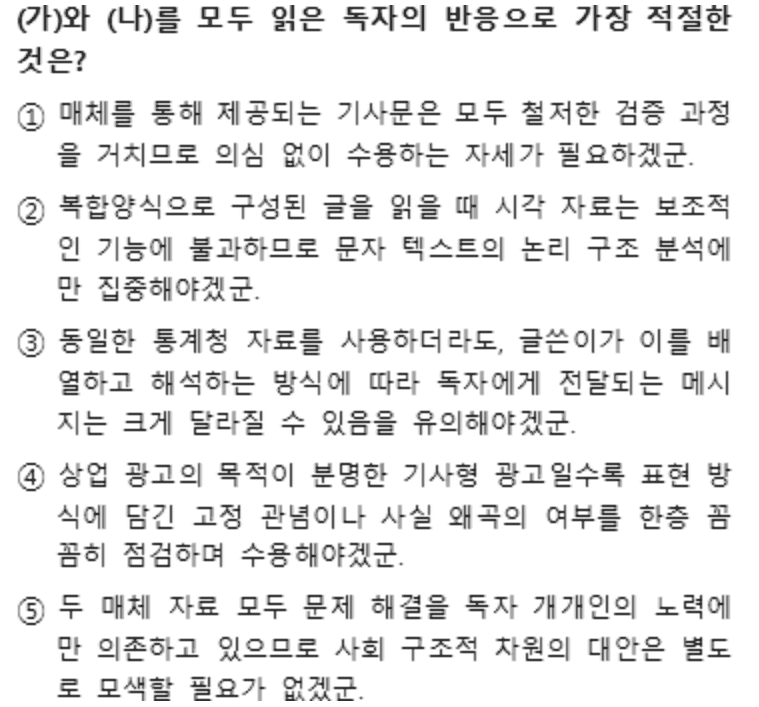 (가)와 (나)를 모두 읽은 독자의 반응으로 가장 적절한
것은?
① 매체를 통해 제공되는 기사문은 모두 철저한 검증 과정
을 거치므로 의심 없이 수용하는 자세가 필요하겠군.
② 복합양식으로 구성된 글을 읽을 때 시각 자료는 보조적
인 기능에 불과하므로 문자 텍스트의 논리 구조 분석에
만 집중해야겠군.
③ 동일한 통계청 자료를 사용하더라도, 글쓴이가 이를 배
열하고 해석하는 방식에 따라 독자에게 전달되는 메시
지는 크게 달라질 수 있음을 유의해야겠군.
④ 상업 광고의 목적이 분명한 기사형 광고일수록 표현 방
식에 담긴 고정 관념이나 사실 왜곡의 여부를 한층 꼼
꼼히 점검하며 수용해야겠군.
⑤ 두 매체 자료 모두 문제 해결을 독자 개개인의 노력에
만 의존하고 있으므로 사회 구조적 차원의 대안은 별도
로 모색할 필요가 없겠군.